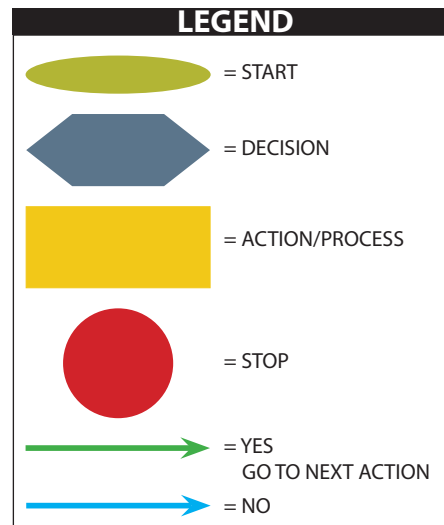 LEGEND
= START
= DECISION
= ACTION/PROCESS
= STOP
= YES
GO TO NEXT ACTION
= NO